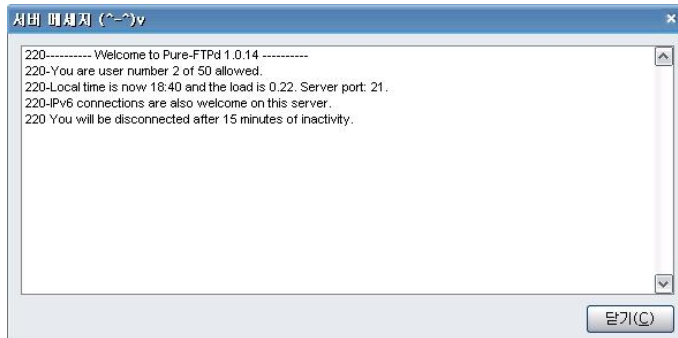 서버 메세지 (^-^)v
220---------- Welcome to Pure-FTPd 1.0.14 ----------
220-You are user number 2 of 50 allowed.
220-Local time is now 18:40 and the load is 0.22. Server port: 21.
220-IPv6 connections are also welcome on this server.
220 You will be disconnected after 15 minutes of inactivity.
닫기(C)